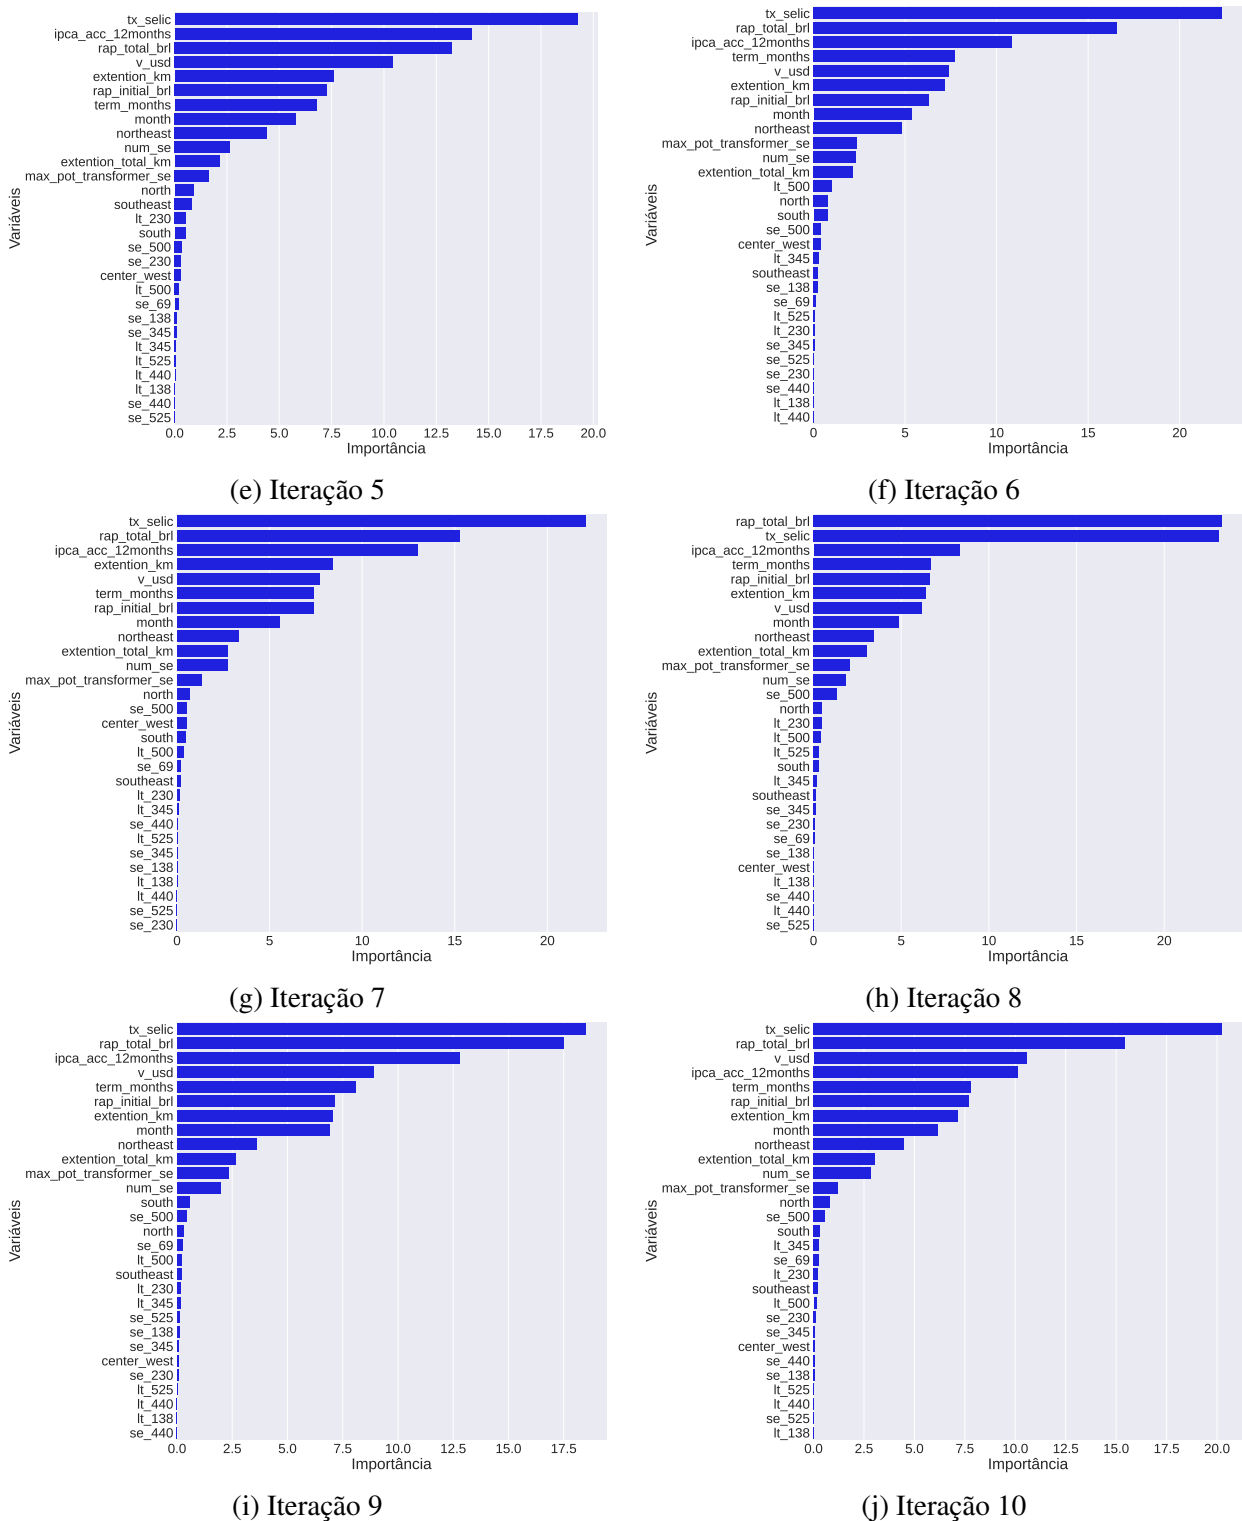 tx_selic
ipca_acc_12months
rap_total_brl
v_usd
extention_km
rap_initial_brl
term_months
month
northeast
num_se
extention_total_km
max_pot_transformer_se
north
southeast
lt_230
south
se_500
se_230
center_west
lt_500
se_69
se_138
se_345
lt_345
lt_525
lt_440
lt_138
se_440
se_525
Variáveis
0.0 2.5 5.0 7.5 10.0 12.5 15.0 17.5 20.0
Importância
(e) Iteração 5
tx_selic
rap_total_brl
ipca_acc_12months
term_months
v_usd
extention_km
rap_initial_brl
month
northeast
max_pot_transformer_se
num_se
extention_total_km
lt_500
north
south
se_500
center_west
lt_345
southeast
se_138
se_69
lt_525
lt_230
se_345
se_525
se_230
se_440
lt_138
lt_440
Variáveis
0 5 10 15 20
Importância
(f) Iteração 6
tx_selic
rap_total_brl
ipca_acc_12months
extention_km
v_usd
term_months
rap_initial_brl
month
northeast
extention_total_km
num_se
max_pot_transformer_se
north
se_500
center_west
south
lt_500
se_69
southeast
lt_230
lt_345
se_440
lt_525
se_345
se_138
lt_138
lt_440
se_525
se_230
Variáveis
0 5 10 15 20
Importância
(g) Iteração 7
rap_total_brl
tx_selic
ipca_acc_12months
term_months
rap_initial_brl
extention_km
v_usd
month
northeast
extention_total_km
max_pot_transformer_se
num_se
se_500
north
lt_230
lt_500
lt_525
south
lt_345
southeast
se_345
se_230
se_69
se_138
center_west
lt_138
se_440
lt_440
se_525
Variáveis
0 5 10 15 20
Importância
(h) Iteração 8
tx_selic
rap_total_brl
ipca_acc_12months
v_usd
term_months
rap_initial_brl
extention_km
month
northeast
extention_total_km
max_pot_transformer_se
num_se
south
se_500
north
se_69
lt_500
southeast
lt_230
lt_345
se_525
se_138
se_345
center_west
se_230
lt_525
lt_440
lt_138
se_440
Variáveis
0.0 2.5 5.0 7.5 10.0 12.5 15.0 17.5
Importância
(i) Iteração 9
tx_selic
rap_total_brl
v_usd
ipca_acc_12months
term_months
rap_initial_brl
extention_km
month
northeast
extention_total_km
num_se
max_pot_transformer_se
north
se_500
south
lt_345
se_69
lt_230
southeast
lt_500
se_230
se_345
center_west
se_440
se_138
lt_525
lt_440
se_525
lt_138
Variáveis
0.0 2.5 5.0 7.5 10.0 12.5 15.0 17.5 20.0
Importância
(j) Iteração 10